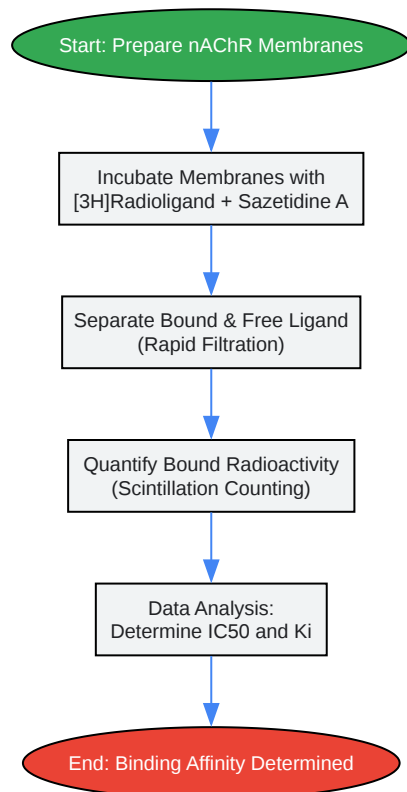 Start: Prepare nAChR Membranes
Incubate Membranes with
[3H]Radioligand + Sazetidine A
Separate Bound & Free Ligand
(Rapid Filtration)
Quantify Bound Radioactivity
(Scintillation Counting)
Data Analysis:
Determine IC50 and Ki
End: Binding Affinity Determined